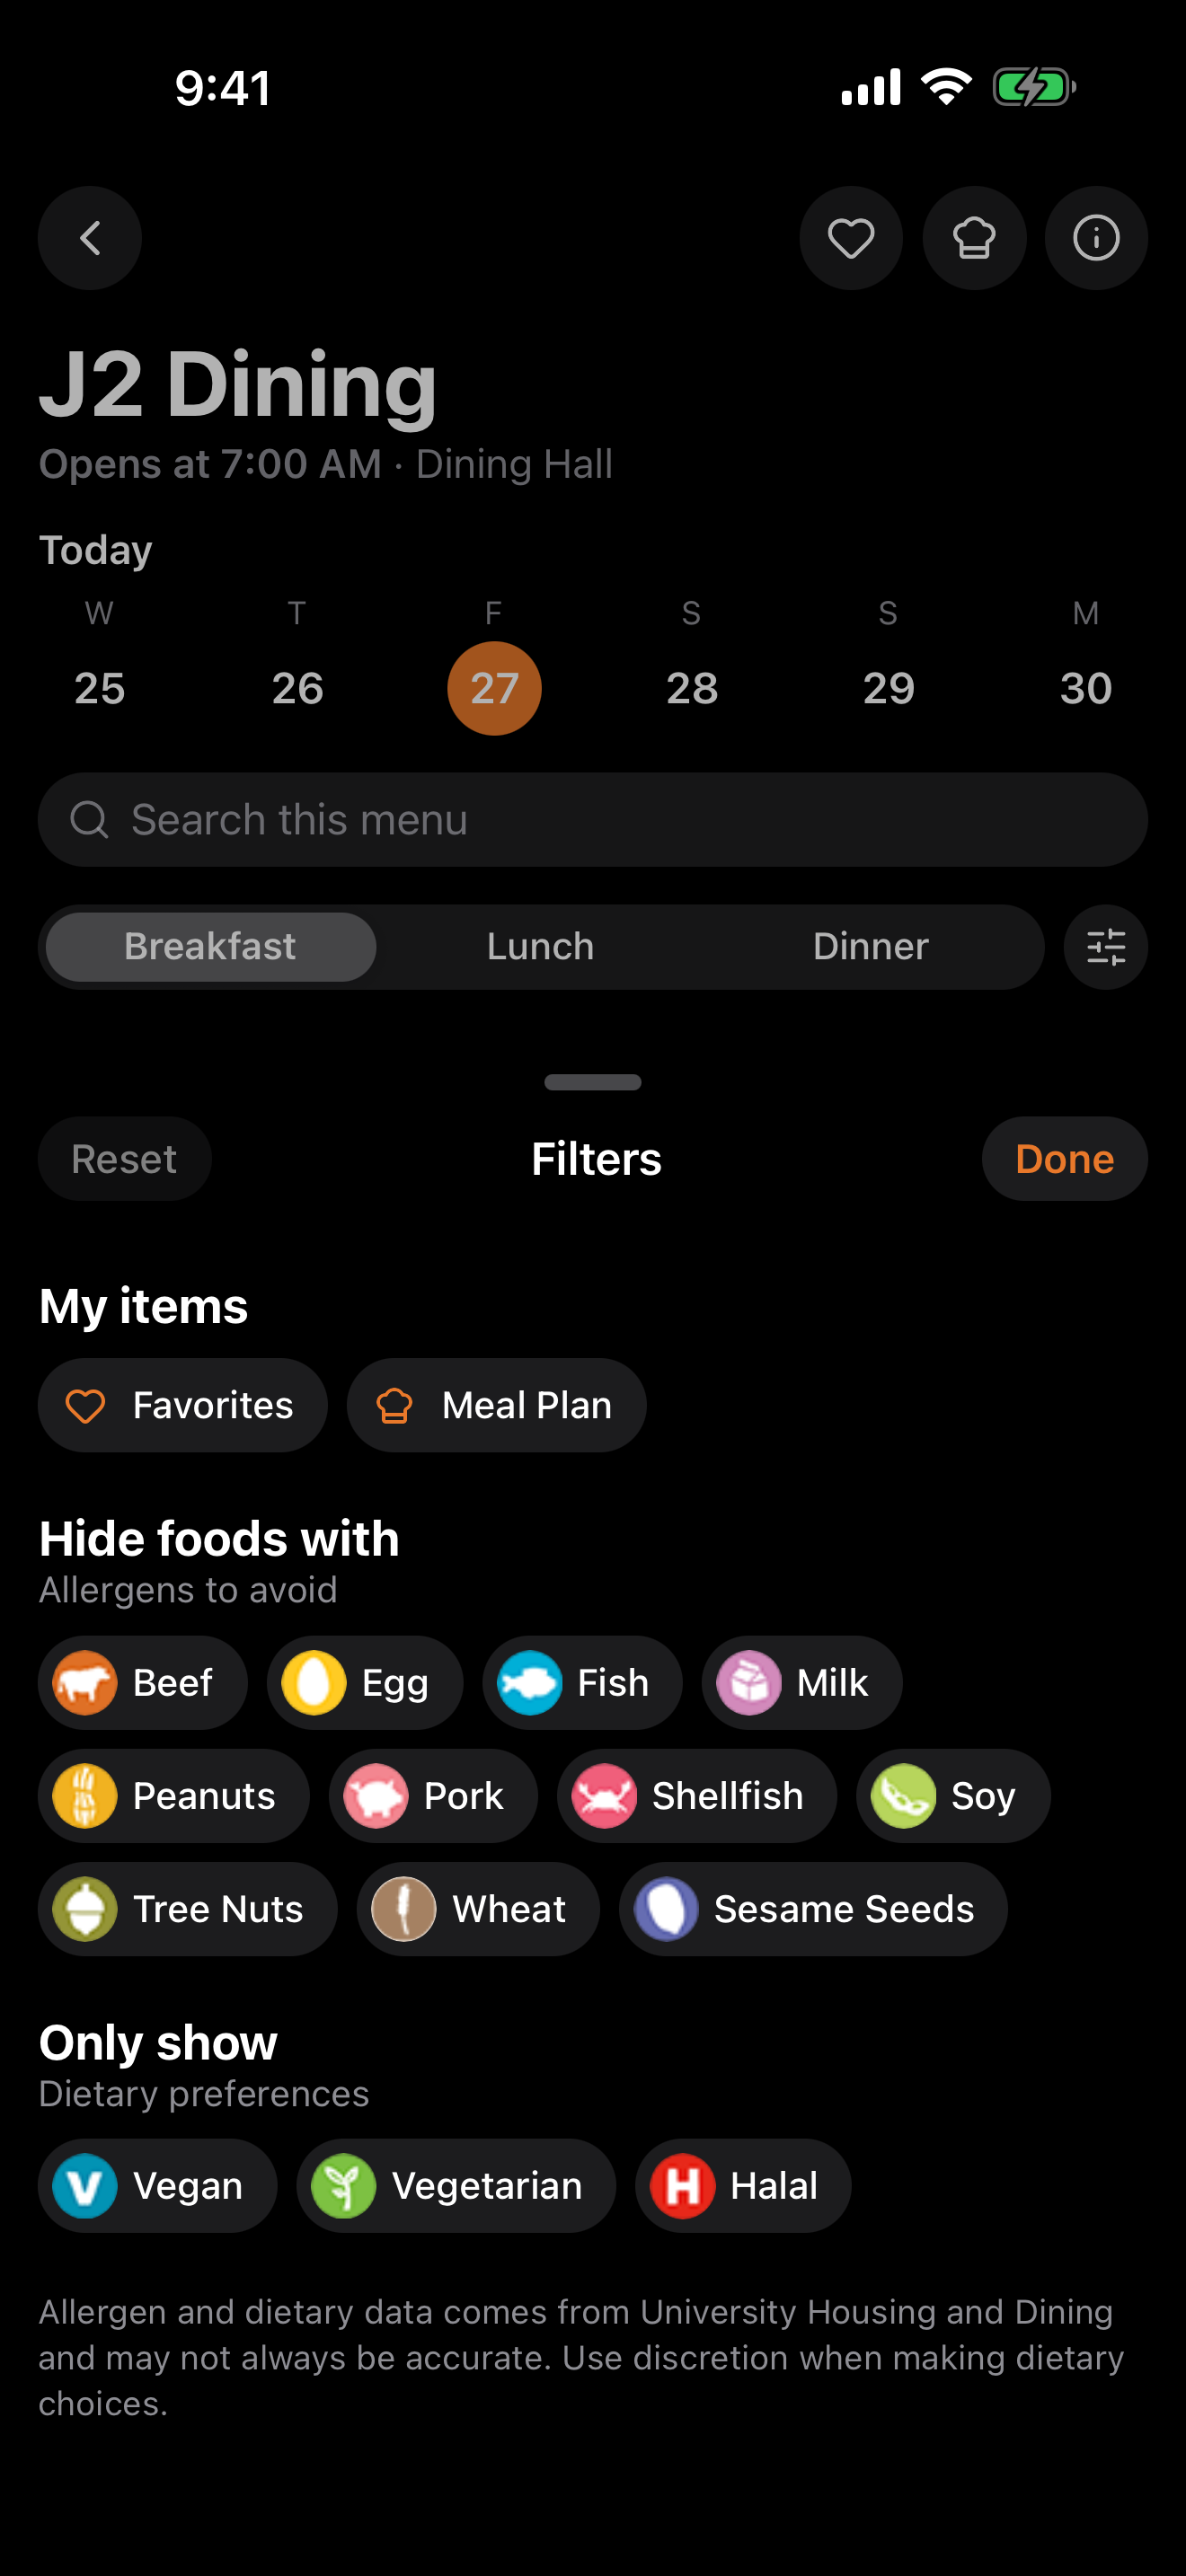 9:41
J2 Dining
Opens at 7:00 AM · Dining Hall
Today
W T F S S M
25 26 27 28 29 30
Search this menu
Breakfast Lunch Dinner
Reset Filters Done
My items
Favorites Meal Plan
Hide foods with
Allergens to avoid
Beef Egg Fish Milk
Peanuts Pork Shellfish Soy
Tree Nuts Wheat Sesame Seeds
Only show
Dietary preferences
V Vegan Vegetarian H Halal
Allergen and dietary data comes from University Housing and Dining
and may not always be accurate. Use discretion when making dietary
choices.